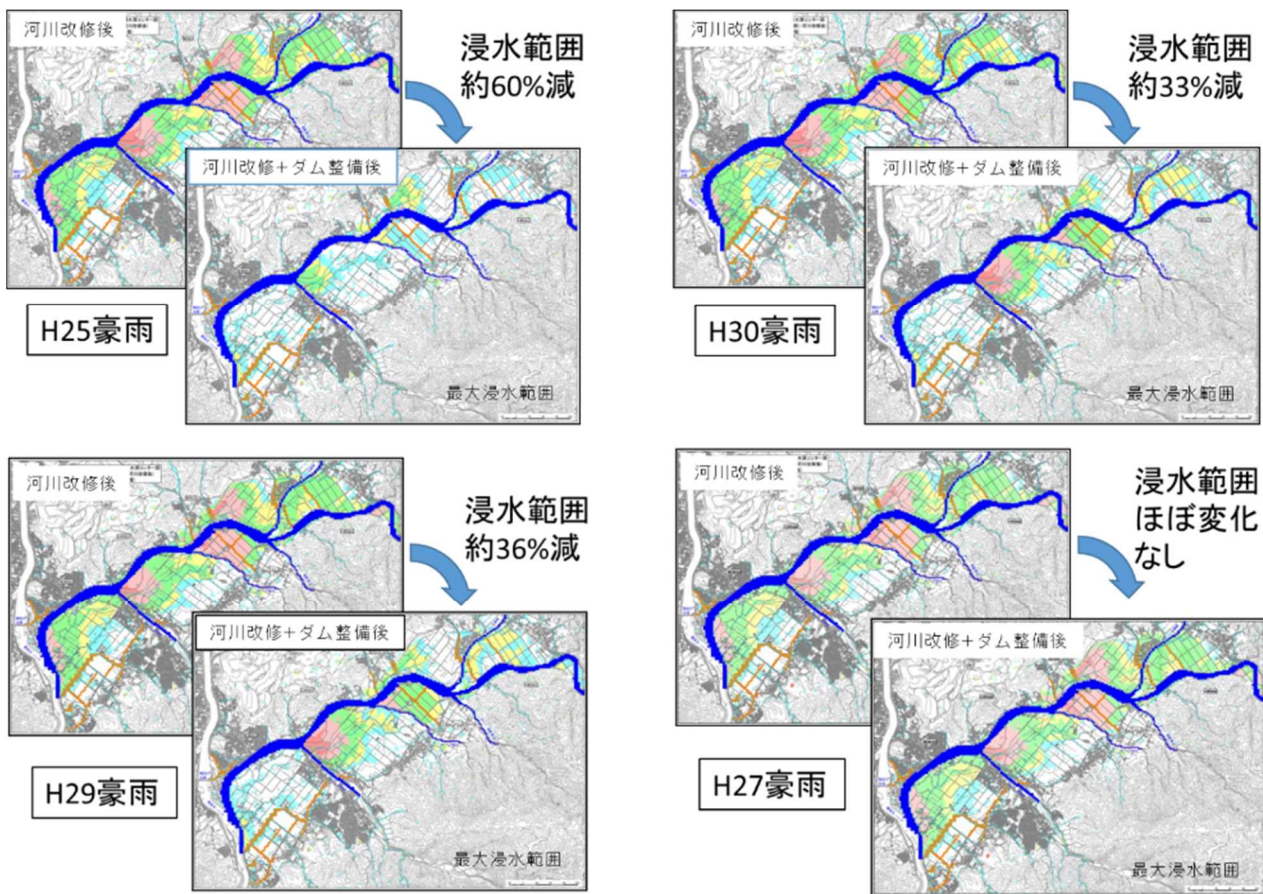 河川改修後
浸水範囲
約60%減
河川改修+ダム整備後
H25豪雨
最大浸水範囲
河川改修後
浸水範囲
約33%減
河川改修+ダム整備後
H30豪雨
最大浸水範囲
河川改修後
浸水範囲
約36%減
河川改修+ダム整備後
H29豪雨
最大浸水範囲
河川改修後
浸水範囲
ほぼ変化
なし
河川改修+ダム整備後
H27豪雨
最大浸水範囲